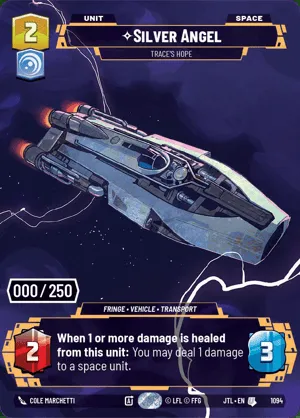 UNIT
SPACE
2
✧SILVER ANGEL
TRACE'S HOPE
000/250
FRINGE • VEHICLE • TRANSPORT
2
When 1 or more damage is healed
from this unit: You may deal 1 damage
to a space unit.
3
COLE MARCHETTI
© LFL © FFG
JTL • EN
1094